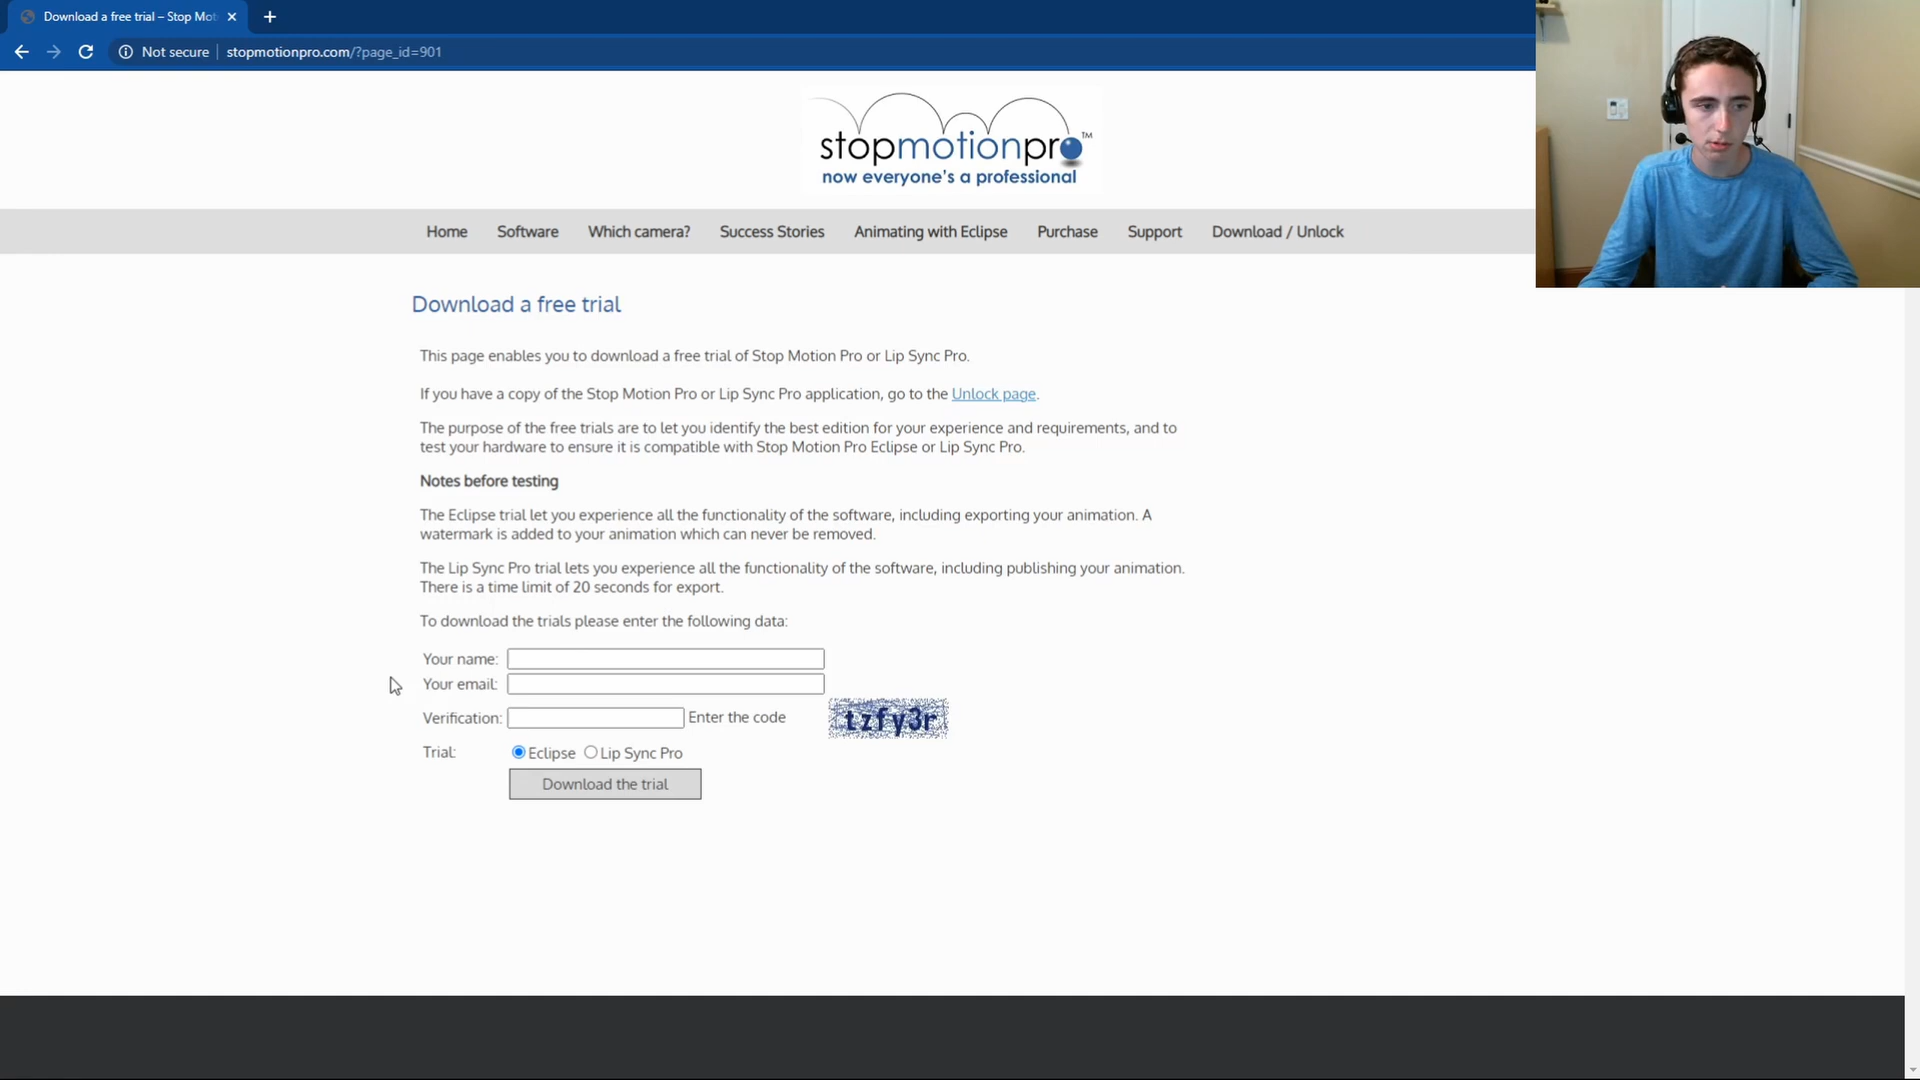 Download a free trial – Stop Mot
Not secure stopmotionpro.com/?page_id=901
stopmotionpro™
now everyone's a professional
Home Software Which camera? Success Stories Animating with Eclipse Purchase Support Download / Unlock
Download a free trial
This page enables you to download a free trial of Stop Motion Pro or Lip Sync Pro.
If you have a copy of the Stop Motion Pro or Lip Sync Pro application, go to the Unlock page.
The purpose of the free trials are to let you identify the best edition for your experience and requirements, and to
test your hardware to ensure it is compatible with Stop Motion Pro Eclipse or Lip Sync Pro.
Notes before testing
The Eclipse trial let you experience all the functionality of the software, including exporting your animation. A
watermark is added to your animation which can never be removed.
The Lip Sync Pro trial lets you experience all the functionality of the software, including publishing your animation.
There is a time limit of 20 seconds for export.
To download the trials please enter the following data:
Your name:
Your email:
Verification: Enter the code tzfy3r
Trial: Eclipse Lip Sync Pro
Download the trial